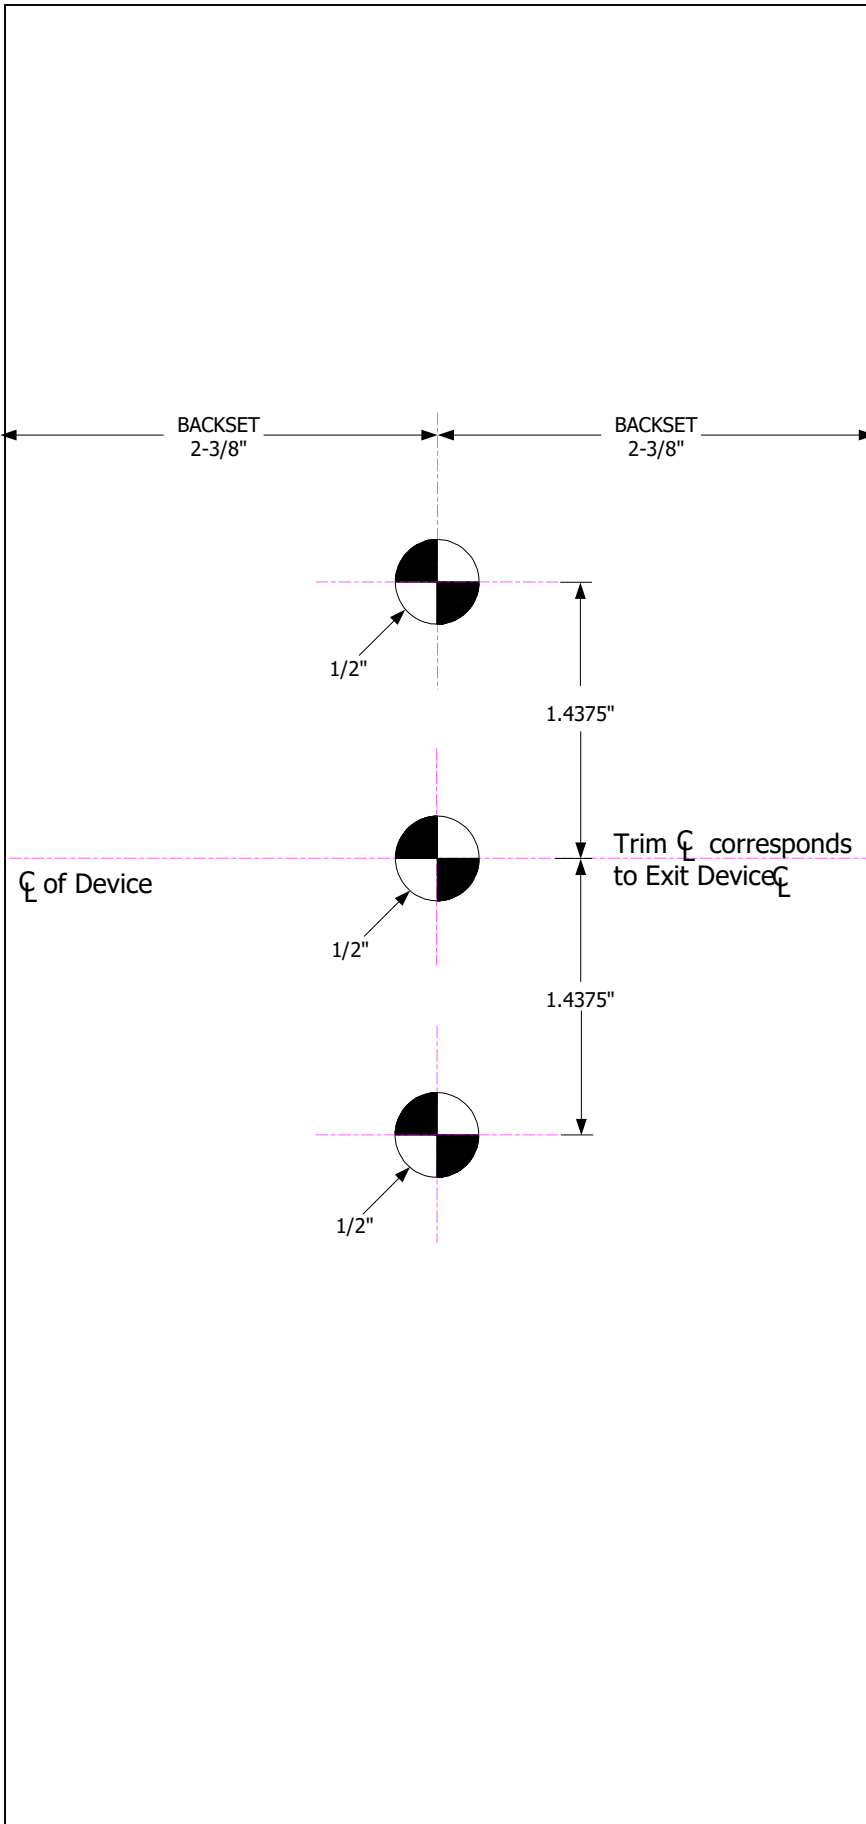 BACKSET
2-3/8"
BACKSET
2-3/8"
1/2"
1.4375"
Trim ℄ corresponds
to Exit Device℄
℄ of Device
1/2"
1.4375"
1/2"